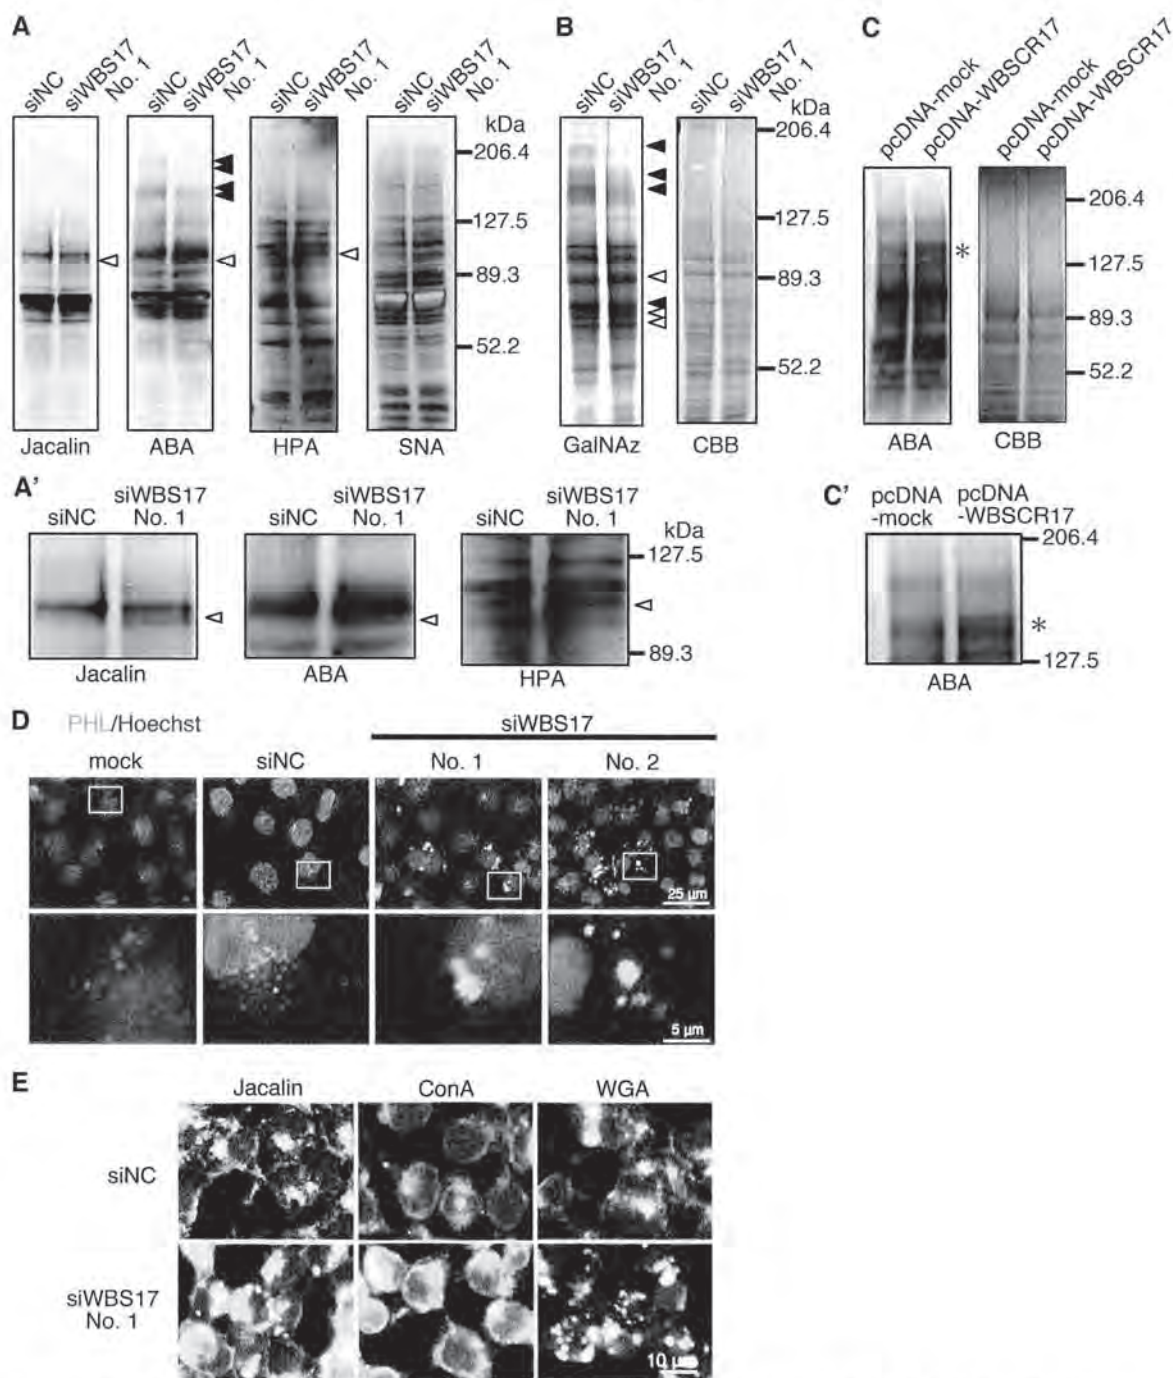 A
siNC
siWBS17
No. 1
siNC
siWBS17
No. 1
siNC
siWBS17
No. 1
siNC
siWBS17
No. 1
kDa
206.4
127.5
89.3
52.2
Jacalin
ABA
HPA
SNA
B
siNC
siWBS17
No. 1
siNC
siWBS17
No. 1
kDa
206.4
127.5
89.3
52.2
GalNAz
CBB
C
pcDNA-mock
pcDNA-WBSCR17
pcDNA-mock
pcDNA-WBSCR17
*
206.4
127.5
89.3
52.2
ABA
CBB
A'
siNC
siWBS17
No. 1
siNC
siWBS17
No. 1
siNC
siWBS17
No. 1
kDa
127.5
89.3
Jacalin
ABA
HPA
C'
pcDNA
-mock
pcDNA
-WBSCR17
206.4
*
127.5
ABA
D
PHL/Hoechst
siWBS17
mock
siNC
No. 1
No. 2
25 µm
5 µm
E
Jacalin
ConA
WGA
siNC
siWBS17
No. 1
10 µm